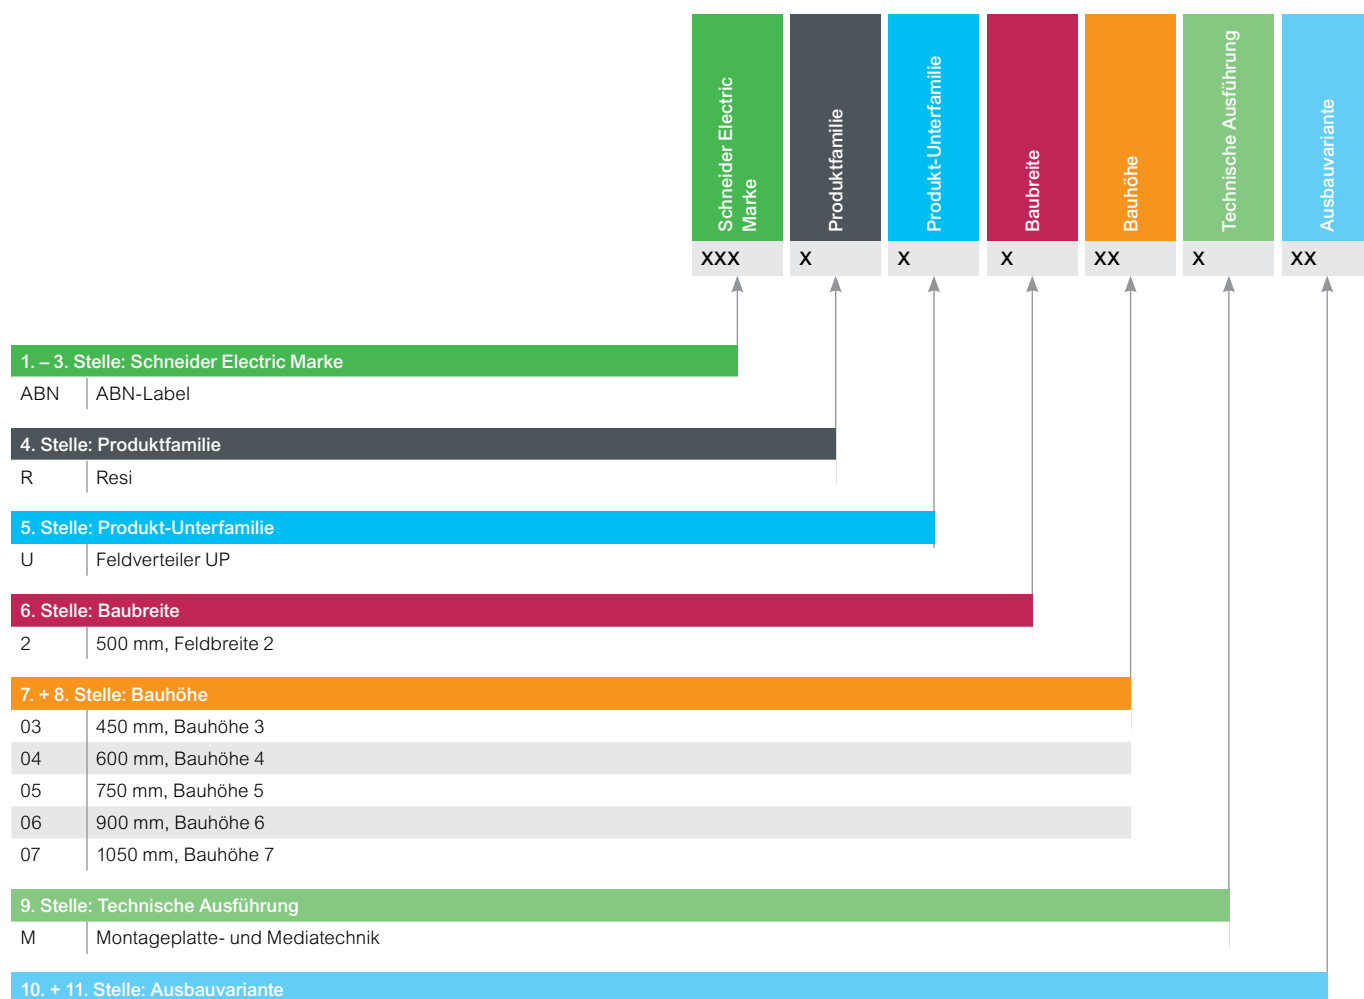 Schneider Electric
Marke
Produktfamilie
Produkt-Unterfamilie
Baubreite
Bauhöhe
Technische Ausführung
Ausbauvariante
XXX X X X XX X XX
1. – 3. Stelle: Schneider Electric Marke
ABN ABN-Label
4. Stelle: Produktfamilie
R Resi
5. Stelle: Produkt-Unterfamilie
U Feldverteiler UP
6. Stelle: Baubreite
2 500 mm, Feldbreite 2
7. + 8. Stelle: Bauhöhe
03 450 mm, Bauhöhe 3
04 600 mm, Bauhöhe 4
05 750 mm, Bauhöhe 5
06 900 mm, Bauhöhe 6
07 1050 mm, Bauhöhe 7
9. Stelle: Technische Ausführung
M Montageplatte- und Mediatechnik
10. + 11. Stelle: Ausbauvariante